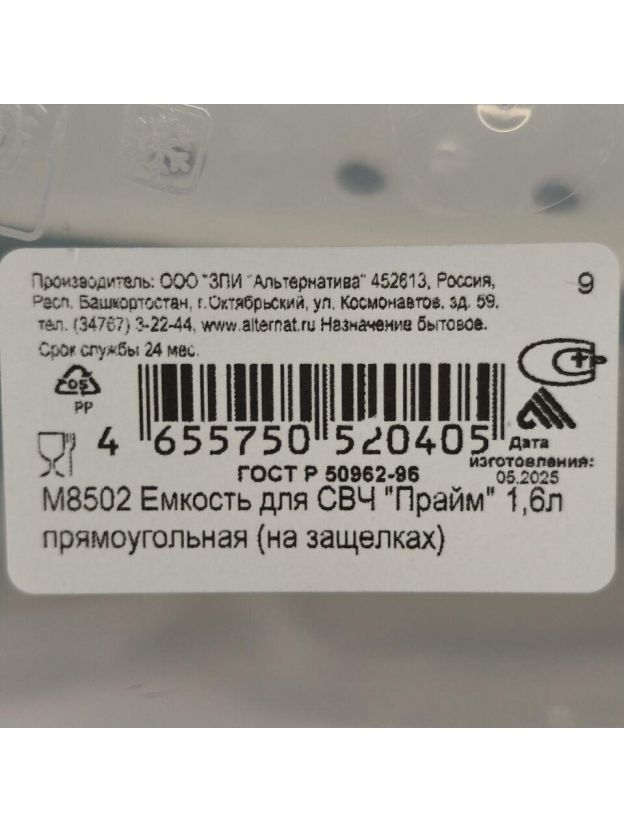 Производитель: ООО "ЗПИ "Альтернатива" 452613, Россия,
Респ. Башкортостан, г.Октябрьский, ул. Космонавтов, зд. 59.
тел. (34767) 3-22-44, www.alternat.ru Назначение бытовое.
Срок службы 24 мес.
9
05
PP
4 655750 520405
Дата
изготовления:
05.2025
ГОСТ Р 50962-96
М8502 Емкость для СВЧ "Прайм" 1,6л
прямоугольная (на защелках)